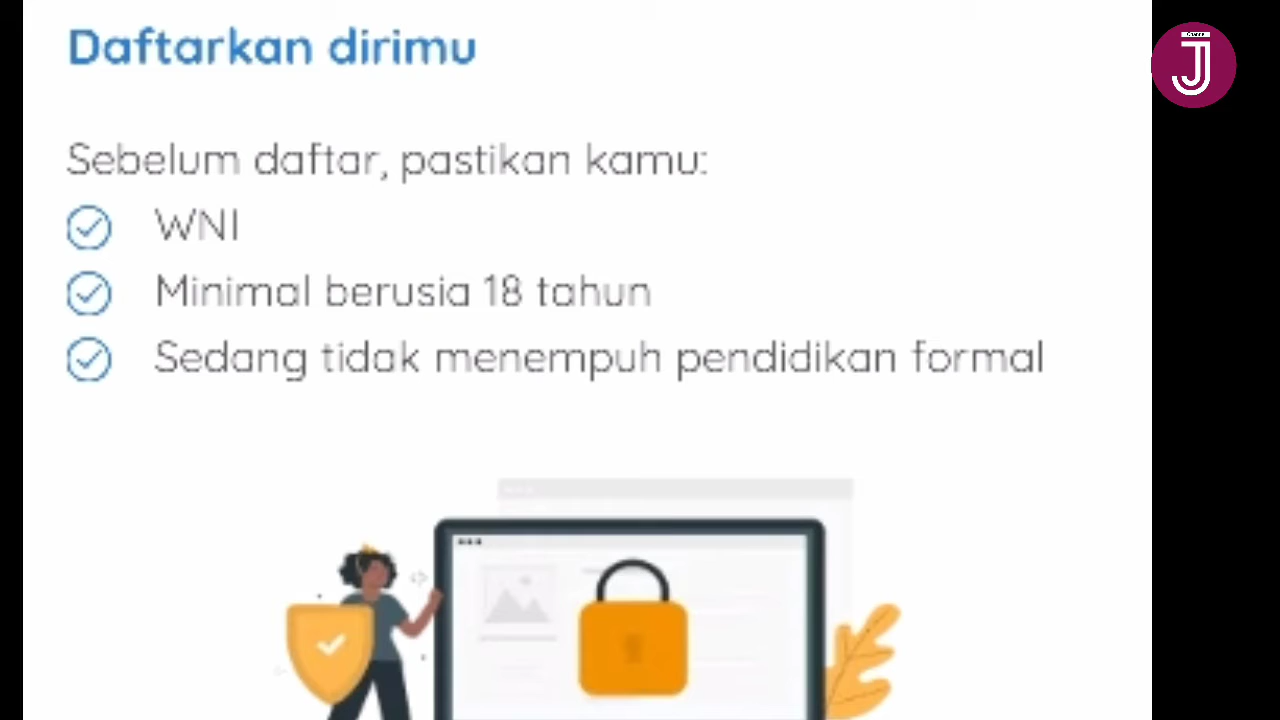 Daftarkan dirimu
Sebelum daftar, pastikan kamu:
WNI
Minimal berusia 18 tahun
Sedang tidak menempuh pendidikan formal
J